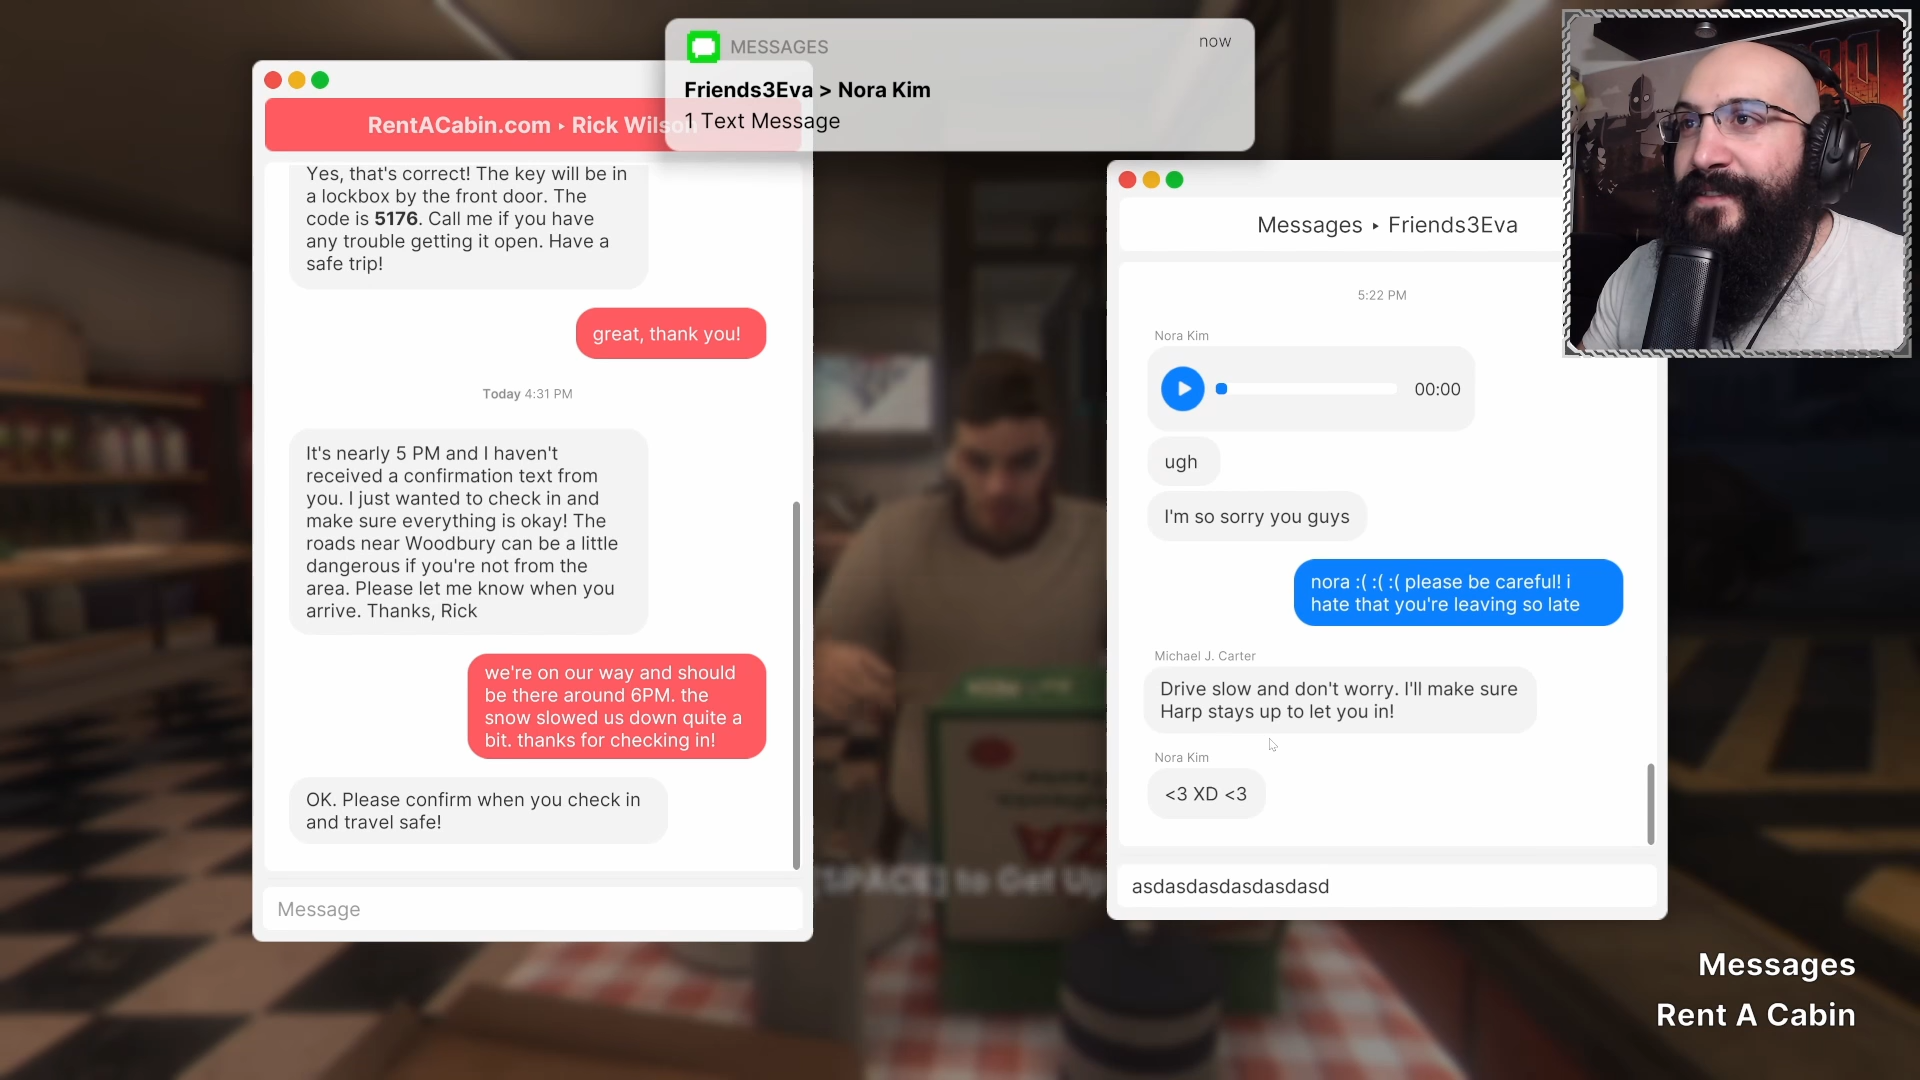 MESSAGES
now
Friends3Eva > Nora Kim
1 Text Message
RentACabin.com ▸ Rick Wilson
Yes, that's correct! The key will be in
a lockbox by the front door. The
code is 5176. Call me if you have
any trouble getting it open. Have a
safe trip!
great, thank you!
Today 4:31 PM
It's nearly 5 PM and I haven't
received a confirmation text from
you. I just wanted to check in and
make sure everything is okay! The
roads near Woodbury can be a little
dangerous if you're not from the
area. Please let me know when you
arrive. Thanks, Rick
we're on our way and should
be there around 6PM. the
snow slowed us down quite a
bit. thanks for checking in!
OK. Please confirm when you check in
and travel safe!
Message
Messages ▸ Friends3Eva
5:22 PM
Nora Kim
00:00
ugh
I'm so sorry you guys
nora :( :( :( please be careful! i
hate that you're leaving so late
Michael J. Carter
Drive slow and don't worry. I'll make sure
Harp stays up to let you in!
Nora Kim
<3 XD <3
asdasdasdasdasdasd
[SPACE] to Get Up
Messages
Rent A Cabin